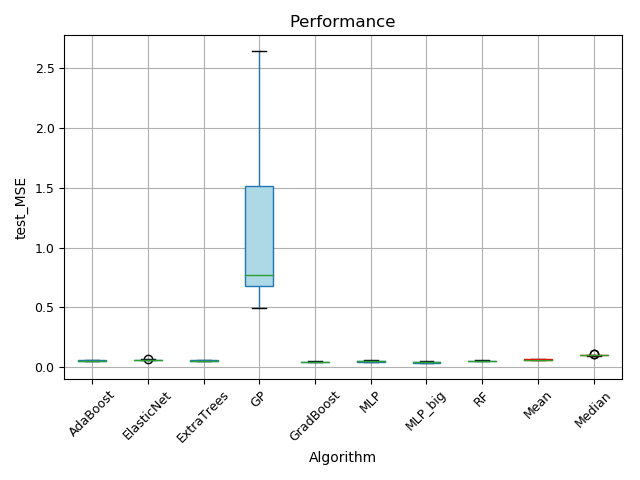 Performance
test_MSE
2.5
2.0
1.5
1.0
0.5
0.0
AdaBoost
ElasticNet
ExtraTrees
GP
GradBoost
MLP
MLP_big
RF
Mean
Median
Algorithm